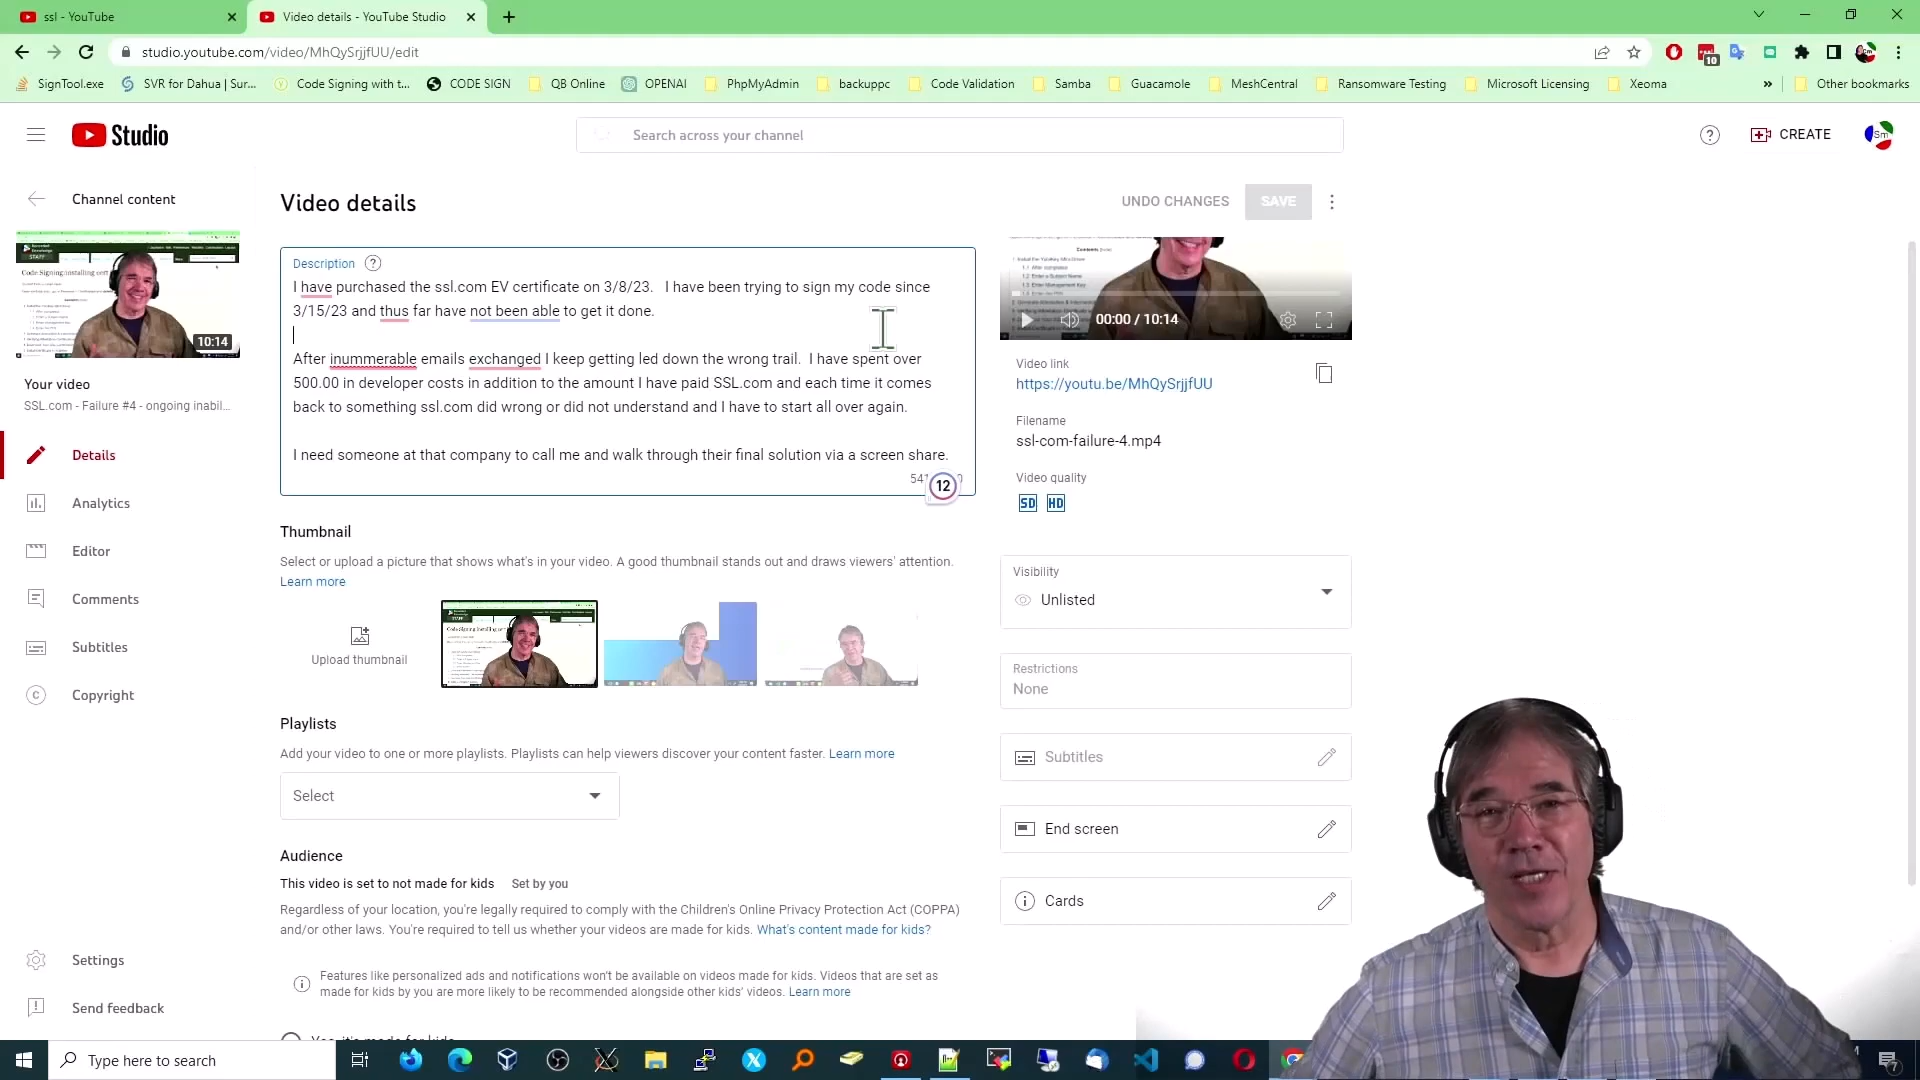 ssl - YouTube
Video details - YouTube Studio
studio.youtube.com/video/MhQySrjjfUU/edit
10
SignTool.exe
SVR for Dahua | Sur...
Code Signing with t...
CODE SIGN
QB Online
OPENAI
PhpMyAdmin
backuppc
Code Validation
Samba
Guacamole
MeshCentral
Ransomware Testing
Microsoft Licensing
Xeoma
»
Other bookmarks
Studio
Search across your channel
CREATE
Sm
Channel content
Video details
UNDO CHANGES
SAVE
10:14
Your video
SSL.com - Failure #4 - ongoing inabil...
Details
Analytics
Editor
Comments
Subtitles
Copyright
Settings
Send feedback
Description
I have purchased the ssl.com EV certificate on 3/8/23. I have been trying to sign my code since
3/15/23 and thus far have not been able to get it done.
After inummerable emails exchanged I keep getting led down the wrong trail. I have spent over
500.00 in developer costs in addition to the amount I have paid SSL.com and each time it comes
back to something ssl.com did wrong or did not understand and I have to start all over again.
I need someone at that company to call me and walk through their final solution via a screen share.
12
Thumbnail
Select or upload a picture that shows what's in your video. A good thumbnail stands out and draws viewers' attention.
Learn more
Upload thumbnail
Playlists
Add your video to one or more playlists. Playlists can help viewers discover your content faster. Learn more
Select
Audience
This video is set to not made for kids Set by you
Regardless of your location, you're legally required to comply with the Children's Online Privacy Protection Act (COPPA)
and/or other laws. You're required to tell us whether your videos are made for kids. What's content made for kids?
Features like personalized ads and notifications won't be available on videos made for kids. Videos that are set as
made for kids by you are more likely to be recommended alongside other kids' videos. Learn more
00:00 / 10:14
Video link
https://youtu.be/MhQySrjjfUU
Filename
ssl-com-failure-4.mp4
Video quality
SD HD
Visibility
Unlisted
Restrictions
None
Subtitles
End screen
Cards
Type here to search